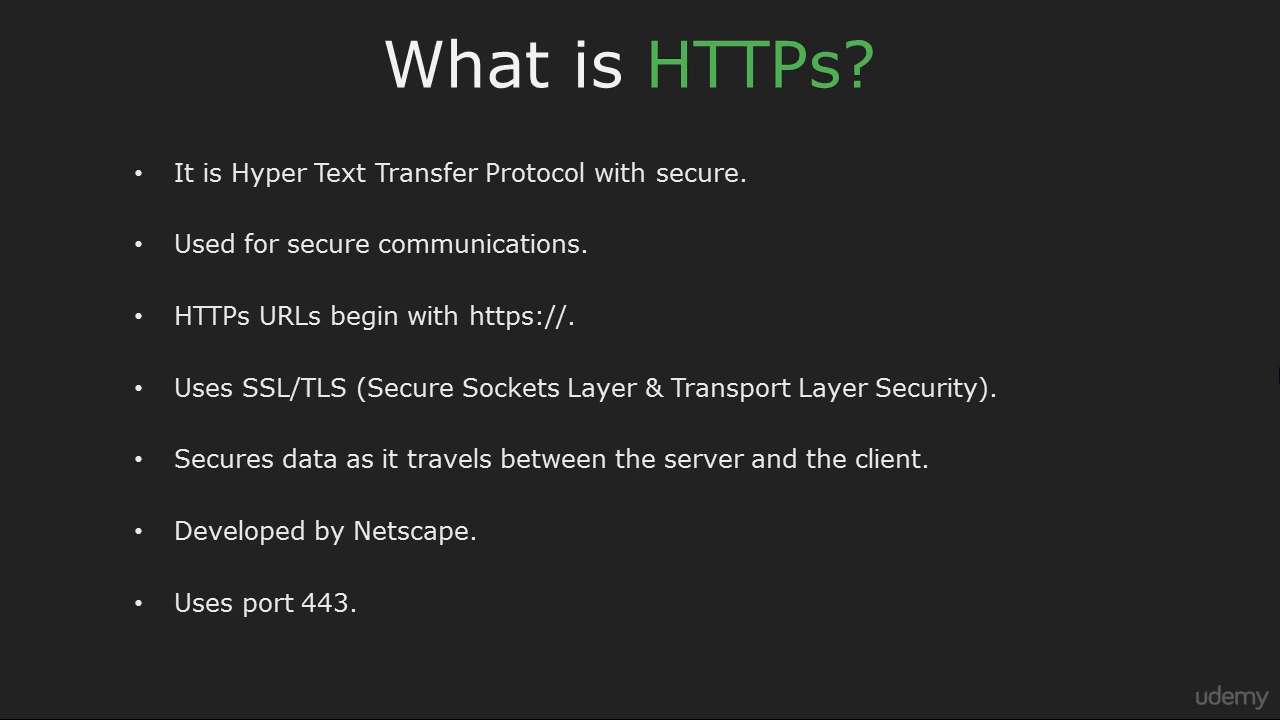 What is HTTPs?
• It is Hyper Text Transfer Protocol with secure.
• Used for secure communications.
• HTTPs URLs begin with https://.
• Uses SSL/TLS (Secure Sockets Layer & Transport Layer Security).
• Secures data as it travels between the server and the client.
• Developed by Netscape.
• Uses port 443.
udemy